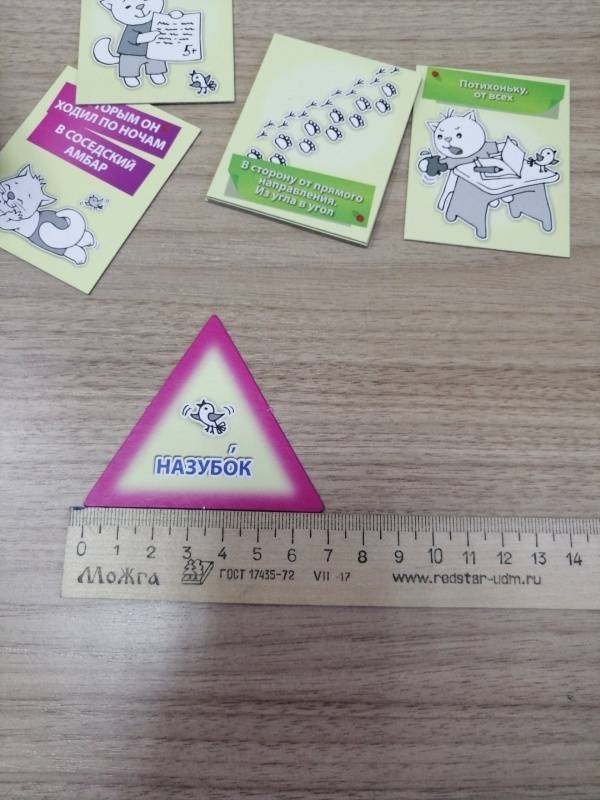 5+
ТОРЫМ ОН
ХОДИЛ ПО НОЧАМ
В СОСЕДСКИЙ
АМБАР
В сторону от прямого
направления.
Из угла в угол
Потихоньку,
от всех
НАЗУБО́К
0 1 2 3 4 5 6 7 8 9 10 11 12 13 14
МоЖга ГОСТ 17435-72 VII -17 www.redstar-udm.ru